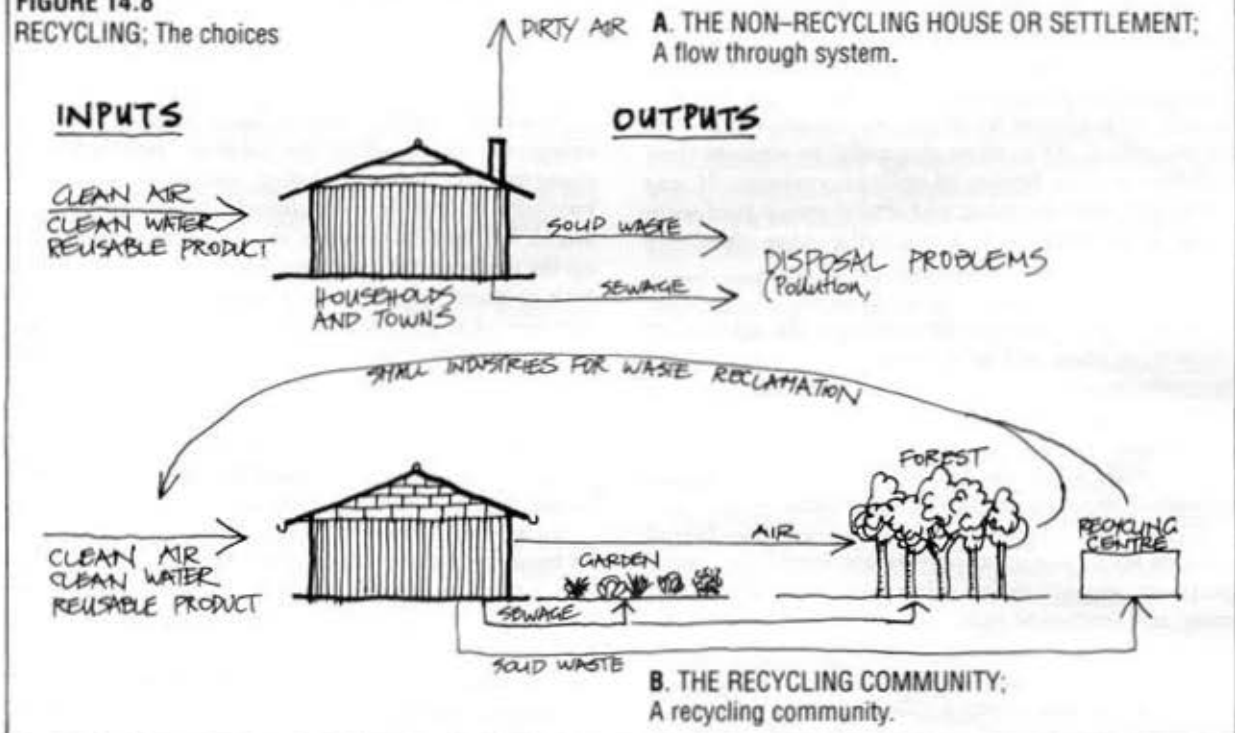 FIGURE 14.8
RECYCLING; The choices
DIRTY AIR
A. THE NON–RECYCLING HOUSE OR SETTLEMENT;
A flow through system.
INPUTS
OUTPUTS
CLEAN AIR
CLEAN WATER
REUSABLE PRODUCT
SOLID WASTE
SEWAGE
DISPOSAL PROBLEMS
(Pollution,
HOUSEHOLDS
AND TOWNS
SMALL INDUSTRIES FOR WASTE RECLAMATION
FOREST
AIR
RECYCLING
CENTRE
CLEAN AIR
CLEAN WATER
REUSABLE PRODUCT
GARDEN
SEWAGE
SOLID WASTE
B. THE RECYCLING COMMUNITY;
A recycling community.